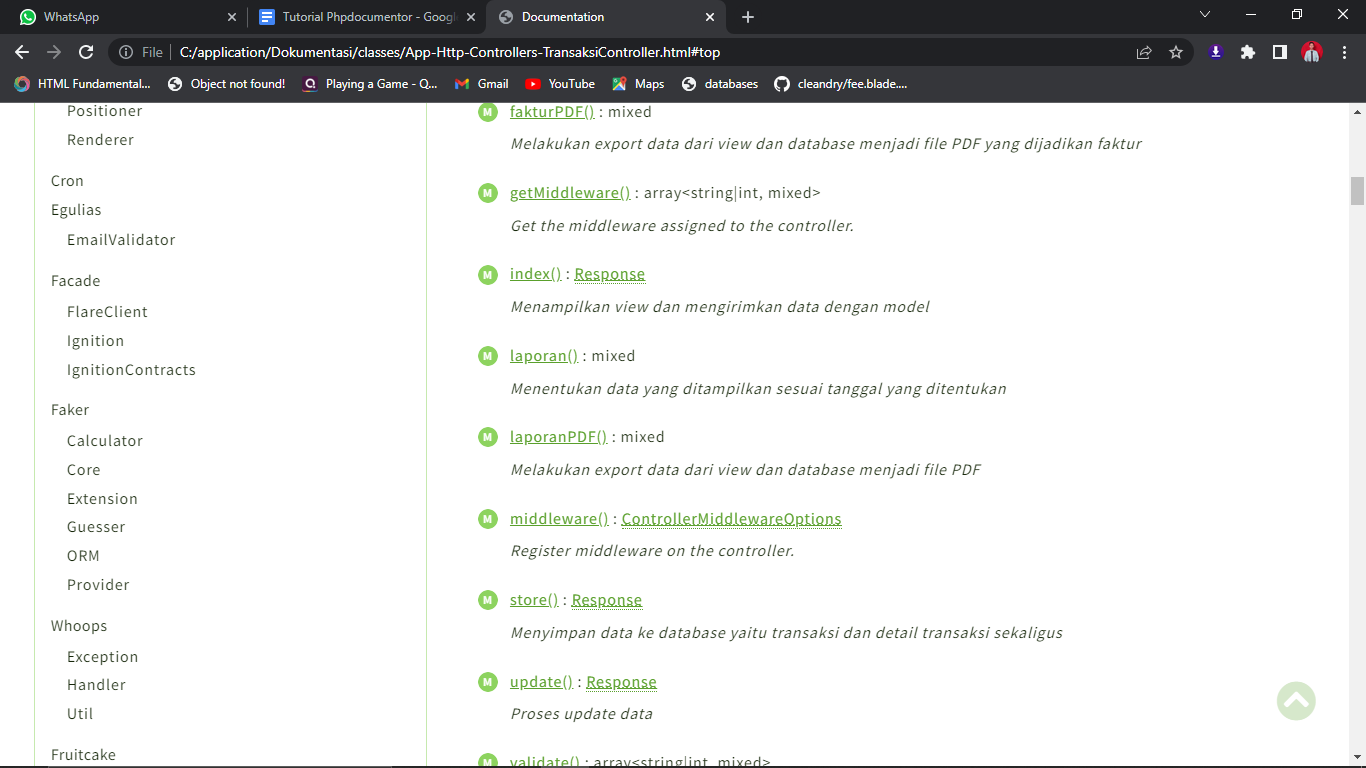 WhatsApp
Tutorial Phpdocumentor - Google
Documentation
File
C:/application/Dokumentasi/classes/App-Http-Controllers-TransaksiController.html#top
HTML Fundamental...
Object not found!
Playing a Game - Q...
Gmail
YouTube
Maps
databases
cleandry/fee.blade....
Positioner
Renderer
Cron
Egulias
EmailValidator
Facade
FlareClient
Ignition
IgnitionContracts
Faker
Calculator
Core
Extension
Guesser
ORM
Provider
Whoops
Exception
Handler
Util
Fruitcake
M fakturPDF() : mixed
Melakukan export data dari view dan database menjadi file PDF yang dijadikan faktur
M getMiddleware() : array<string|int, mixed>
Get the middleware assigned to the controller.
M index() : Response
Menampilkan view dan mengirimkan data dengan model
M laporan() : mixed
Menentukan data yang ditampilkan sesuai tanggal yang ditentukan
M laporanPDF() : mixed
Melakukan export data dari view dan database menjadi file PDF
M middleware() : ControllerMiddlewareOptions
Register middleware on the controller.
M store() : Response
Menyimpan data ke database yaitu transaksi dan detail transaksi sekaligus
M update() : Response
Proses update data
M validate() : array<string|int, mixed>